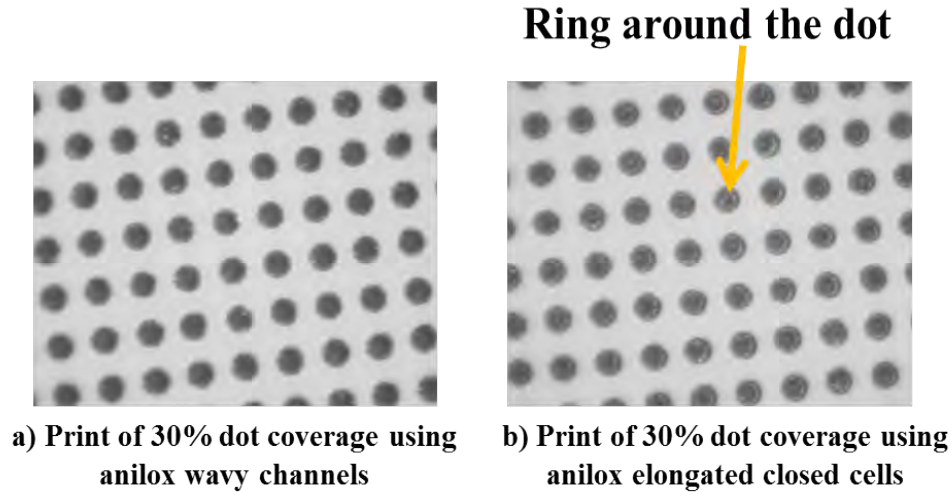 Ring around the dot
a) Print of 30% dot coverage using
anilox wavy channels
b) Print of 30% dot coverage using
anilox elongated closed cells